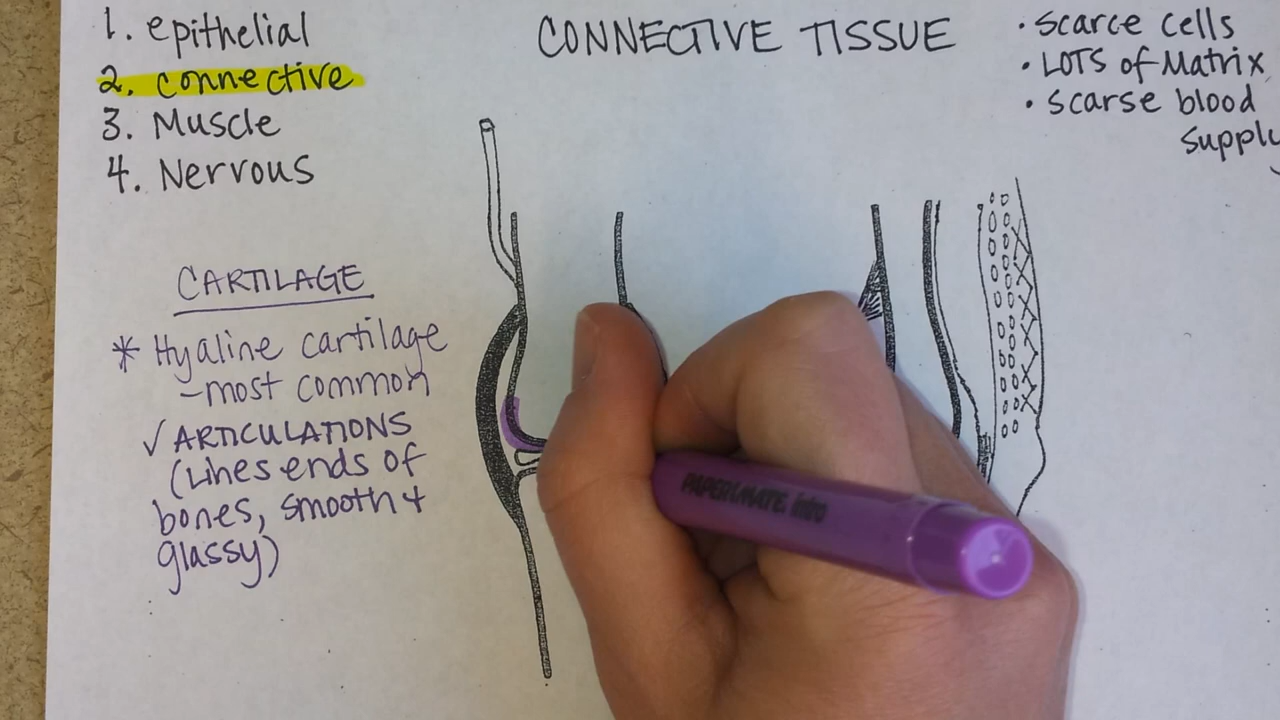 1. epithelial
2. connective
3. Muscle
4. Nervous
CONNECTIVE TISSUE
• Scarce cells
• LOTS of Matrix
• Scarse blood
supply
CARTILAGE
* Hyaline cartilage
- most common
✓ ARTICULATIONS
(Lines ends of
bones, smooth +
glassy)
PAPER MATE intro